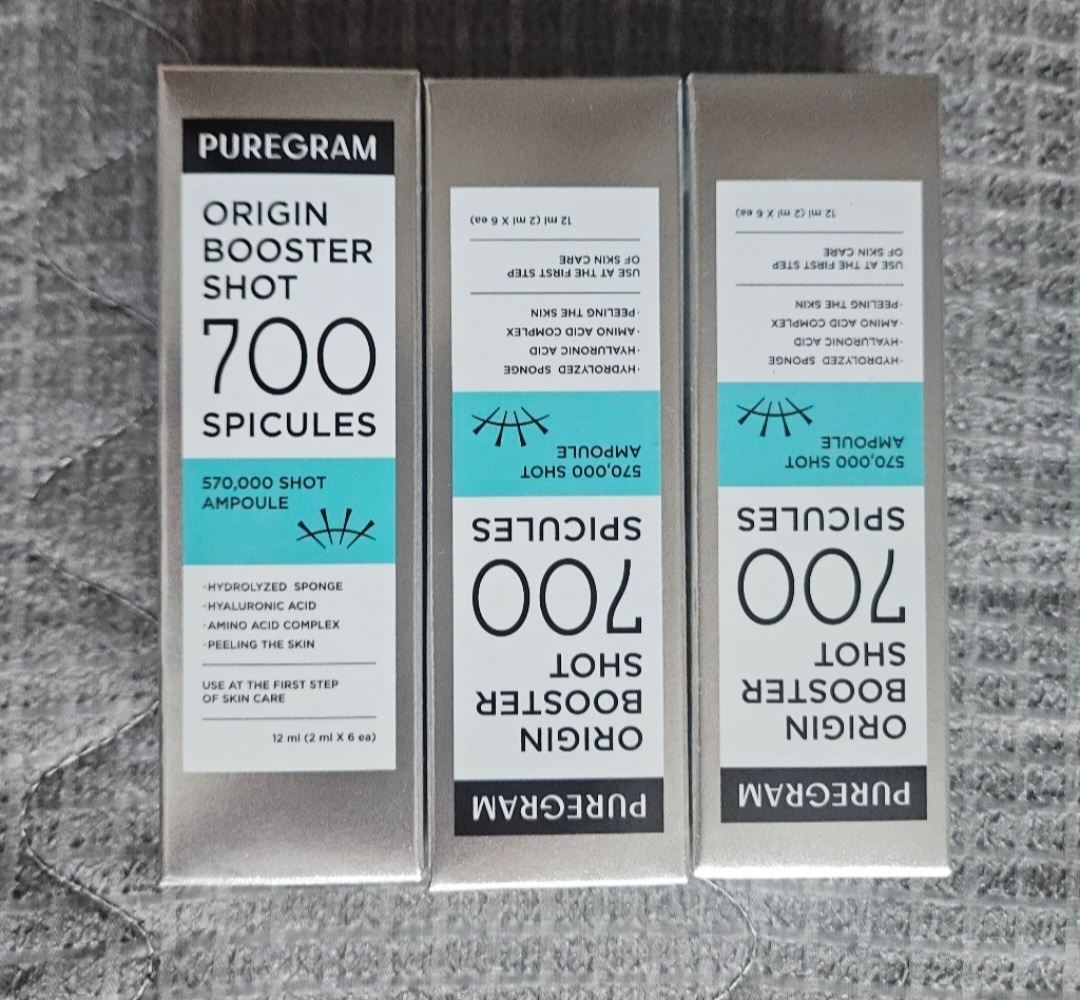 PUREGRAM
ORIGIN
BOOSTER
SHOT
700
SPICULES
570,000 SHOT
AMPOULE
·HYDROLYZED SPONGE
·HYALURONIC ACID
·AMINO ACID COMPLEX
·PEELING THE SKIN
USE AT THE FIRST STEP
OF SKIN CARE
12 ml (2 ml X 6 ea)
PUREGRAM
ORIGIN
BOOSTER
SHOT
700
SPICULES
570,000 SHOT
AMPOULE
·HYDROLYZED SPONGE
·HYALURONIC ACID
·AMINO ACID COMPLEX
·PEELING THE SKIN
USE AT THE FIRST STEP
OF SKIN CARE
12 ml (2 ml X 6 ea)
PUREGRAM
ORIGIN
BOOSTER
SHOT
700
SPICULES
570,000 SHOT
AMPOULE
·HYDROLYZED SPONGE
·HYALURONIC ACID
·AMINO ACID COMPLEX
·PEELING THE SKIN
USE AT THE FIRST STEP
OF SKIN CARE
12 ml (2 ml X 6 ea)